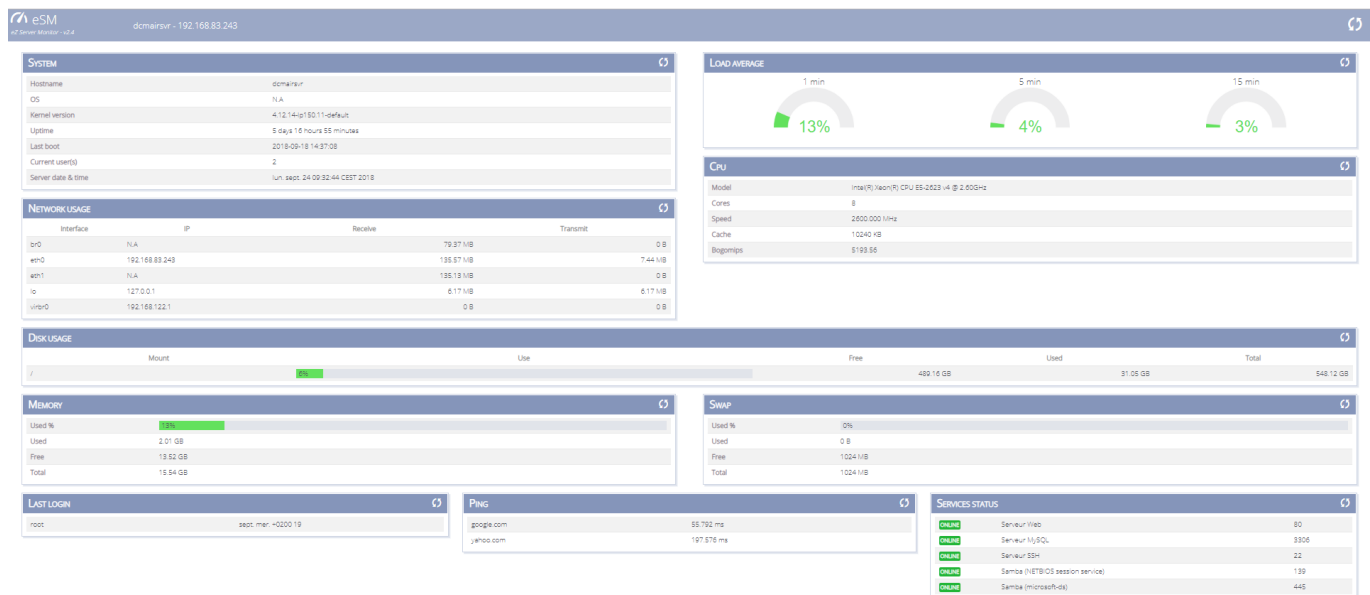 eSM
eZ Server Monitor - v2.4
dcmairsvr - 192.168.83.243
SYSTEM
Hostname dcmairsvr
OS N.A
Kernel version 4.12.14-lp150.11-default
Uptime 5 days 16 hours 55 minutes
Last boot 2018-09-18 14:37:08
Current user(s) 2
Server date & time lun. sept. 24 09:32:44 CEST 2018
LOAD AVERAGE
1 min 5 min 15 min
13% 4% 3%
CPU
Model Intel(R) Xeon(R) CPU E5-2623 v4 @ 2.60GHz
Cores 8
Speed 2600.000 MHz
Cache 10240 KB
Bogomips 5193.56
NETWORK USAGE
Interface IP Receive Transmit
br0 N.A 79.37 MB 0 B
eth0 192.168.83.243 135.57 MB 7.44 MB
eth1 N.A 135.13 MB 0 B
lo 127.0.0.1 6.17 MB 6.17 MB
virbr0 192.168.122.1 0 B 0 B
DISK USAGE
Mount Use Free Used Total
/ 6% 489.16 GB 31.05 GB 548.12 GB
MEMORY
Used % 13%
Used 2.01 GB
Free 13.52 GB
Total 15.54 GB
SWAP
Used % 0%
Used 0 B
Free 1024 MB
Total 1024 MB
LAST LOGIN
root sept. mer. +0200 19
PING
google.com 55.792 ms
yahoo.com 197.576 ms
SERVICES STATUS
ONLINE Serveur Web 80
ONLINE Serveur MySQL 3306
ONLINE Serveur SSH 22
ONLINE Samba (NETBIOS session service) 139
ONLINE Samba (microsoft-ds) 445